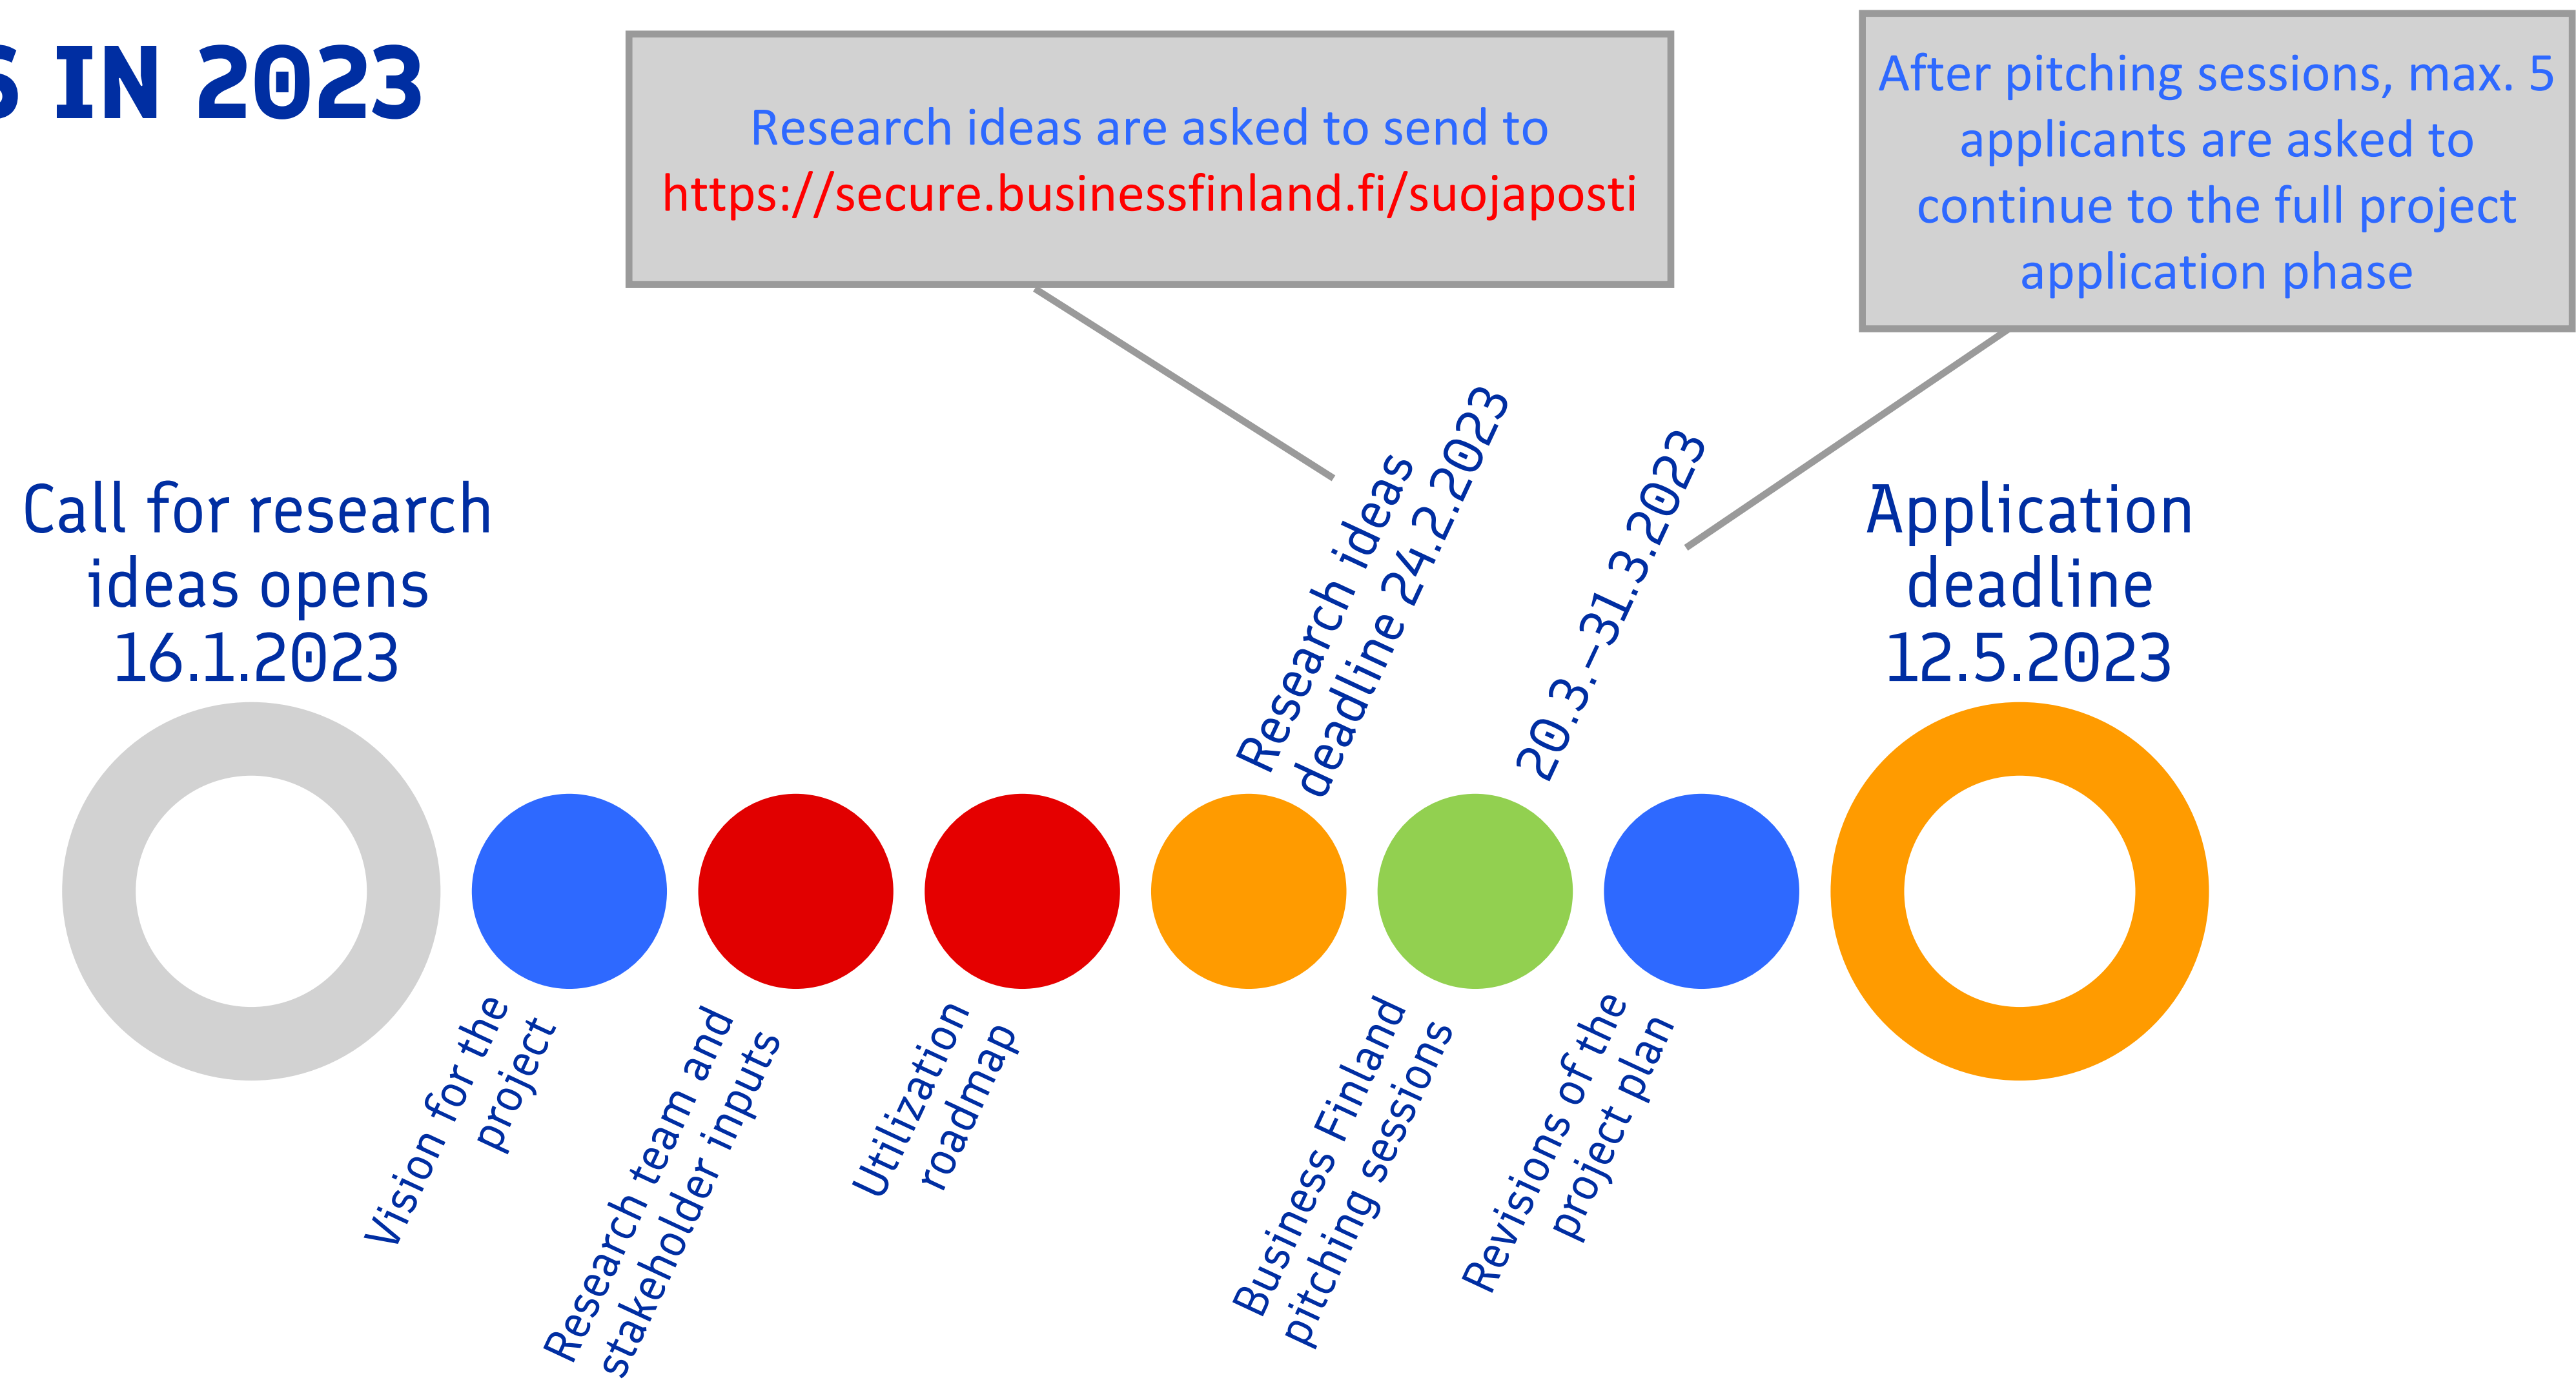 S IN 2023
Research ideas are asked to send to
https://secure.businessfinland.fi/suojaposti
After pitching sessions, max. 5
applicants are asked to
continue to the full project
application phase
Call for research
ideas opens
16.1.2023
Research ideas
deadline 24.2.2023
20.3.–31.3.2023
Application
deadline
12.5.2023
Vision for the
project
Research team and
stakeholder inputs
Utilization
roadmap
Business Finland
pitching sessions
Revisions of the
project plan